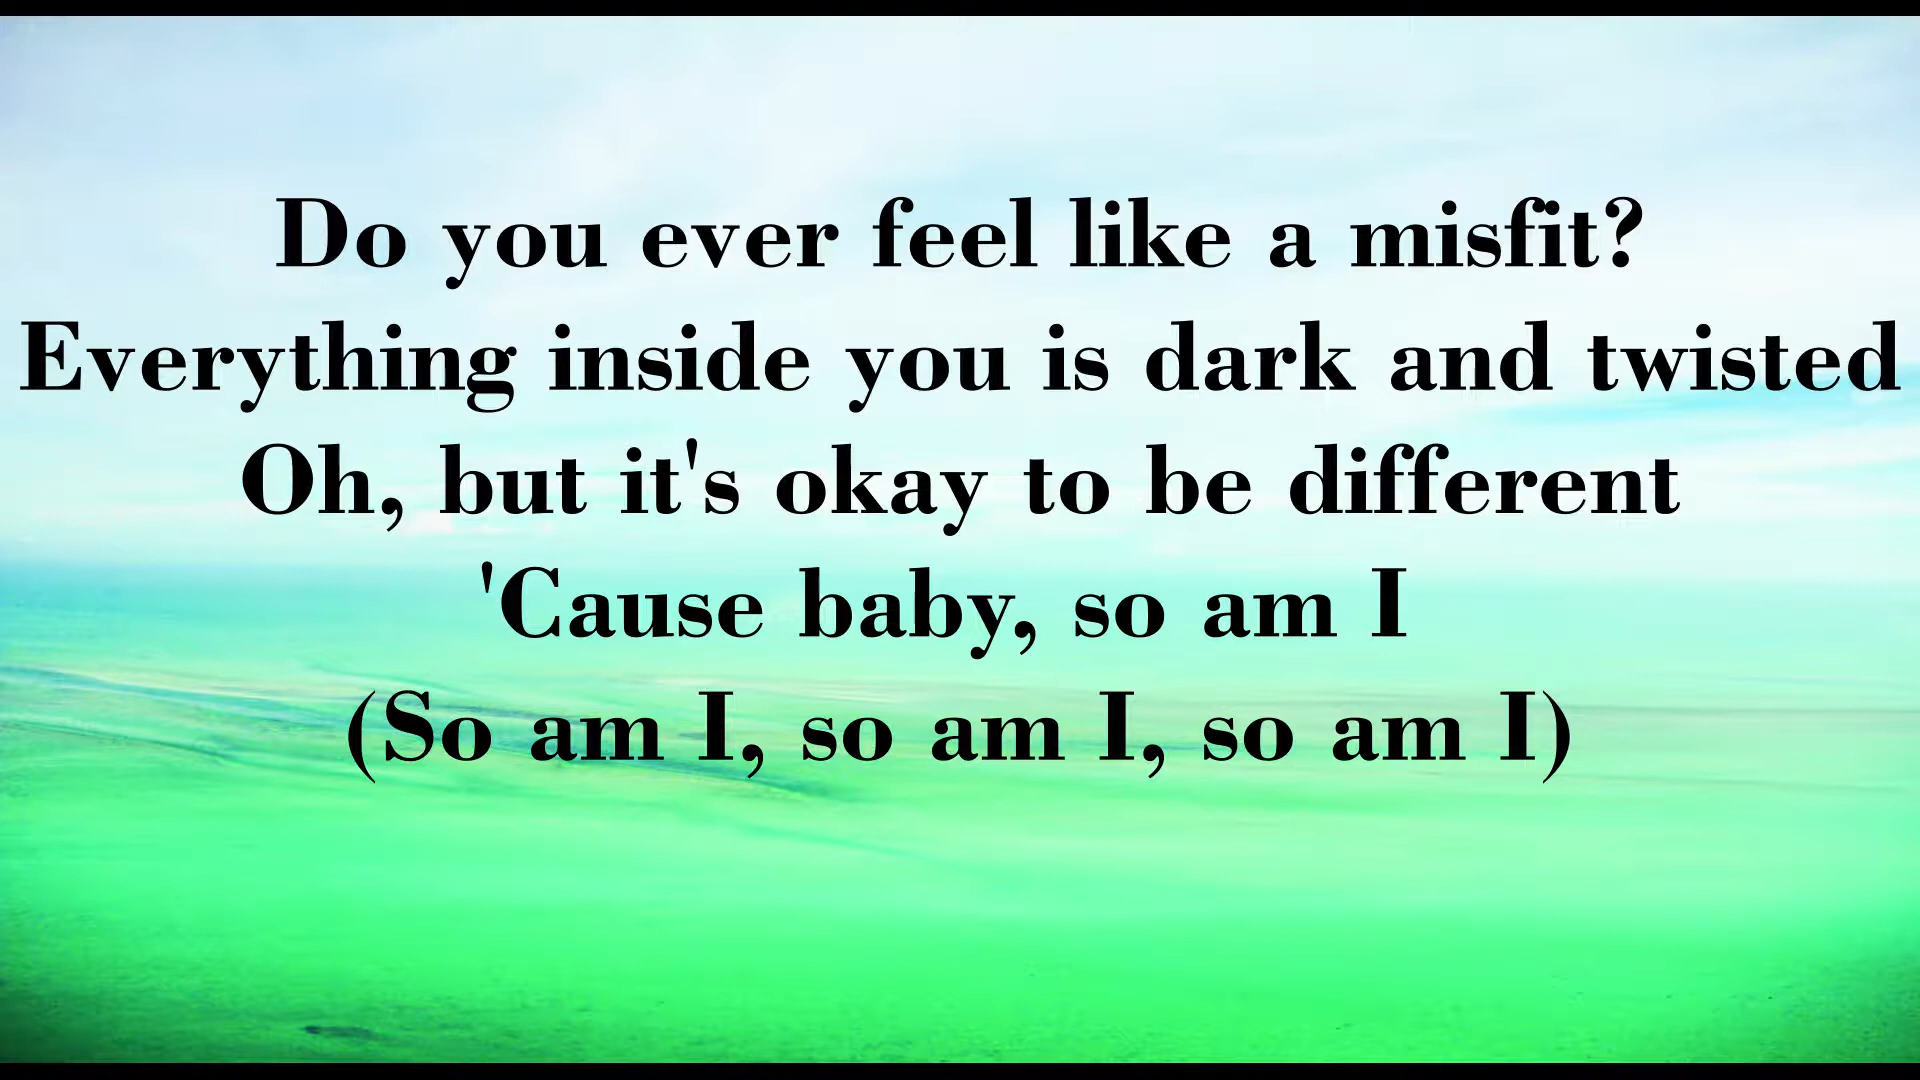 Do you ever feel like a misfit?
Everything inside you is dark and twisted
Oh, but it's okay to be different
'Cause baby, so am I
(So am I, so am I, so am I)